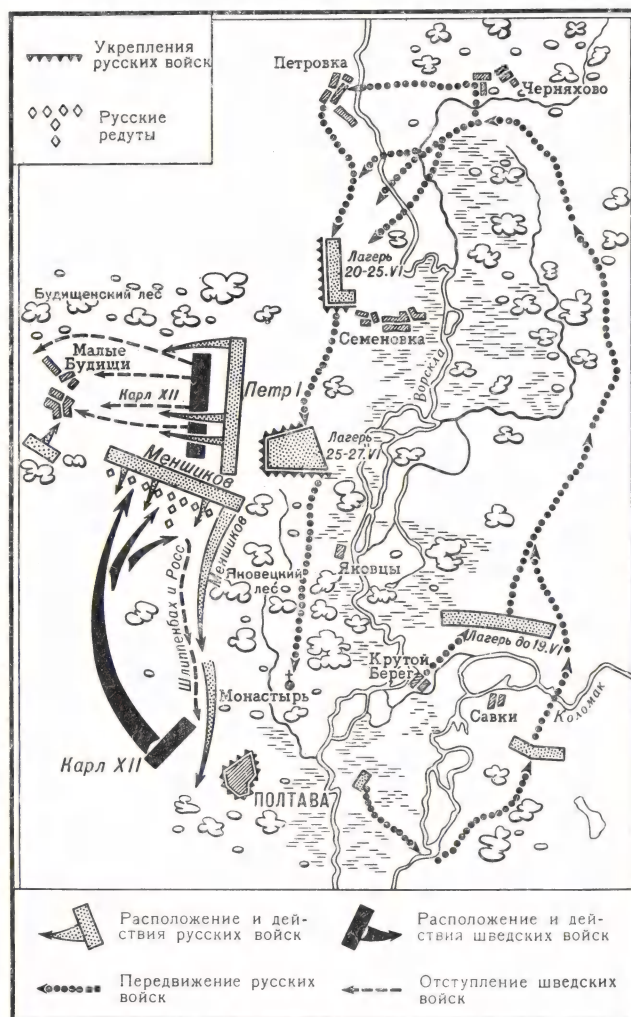 Укрепления
русских войск
Русские
редуты
Петровка
Черняхово
Лагерь
20-25.VI
Будищенский лес
Семеновка
Малые
Будищи
Ворскла
Карл XII
Петр I
Лагерь
25-27.VI
Меншиков
Меншиков
Шлиппенбах и Росс
Яновецкий
лес
Яковцы
Лагерь до 19.VI
Крутой
Берег
Монастырь
Савки
Коломак
Карл XII
ПОЛТАВА
Расположение и дей-
ствия русских войск
Расположение и
действия шведских войск
Передвижение русских
войск
Отступление шведских
войск